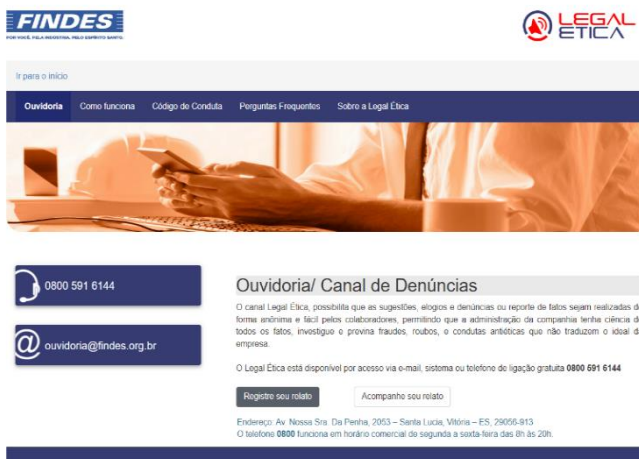 FINDES
POR VOCÊ. PELA INDÚSTRIA. PELO ESPÍRITO SANTO.
LEGAL
ETICA
Ir para o início
Ouvidoria Como funciona Código de Conduta Perguntas Frequentes Sobre a Legal Ética
0800 591 6144
ouvidoria@findes.org.br
Ouvidoria/ Canal de Denúncias
O canal Legal Ética, possibilita que as sugestões, elogios e denúncias ou reporte de fatos sejam realizadas de
forma anônima e fácil pelos colaboradores, permitindo que a administração da companhia tenha ciência de
todos os fatos, investigue e previna fraudes, roubos, e condutas antiéticas que não traduzem o ideal da
empresa.
O Legal Ética está disponível por acesso via e-mail, sistema ou telefone de ligação gratuita 0800 591 6144
Registre seu relato Acompanhe seu relato
Endereço: Av. Nossa Sra. Da Penha, 2053 – Santa Lucia, Vitória – ES, 29056-913
O telefone 0800 funciona em horário comercial de segunda a sexta-feira das 8h às 20h.